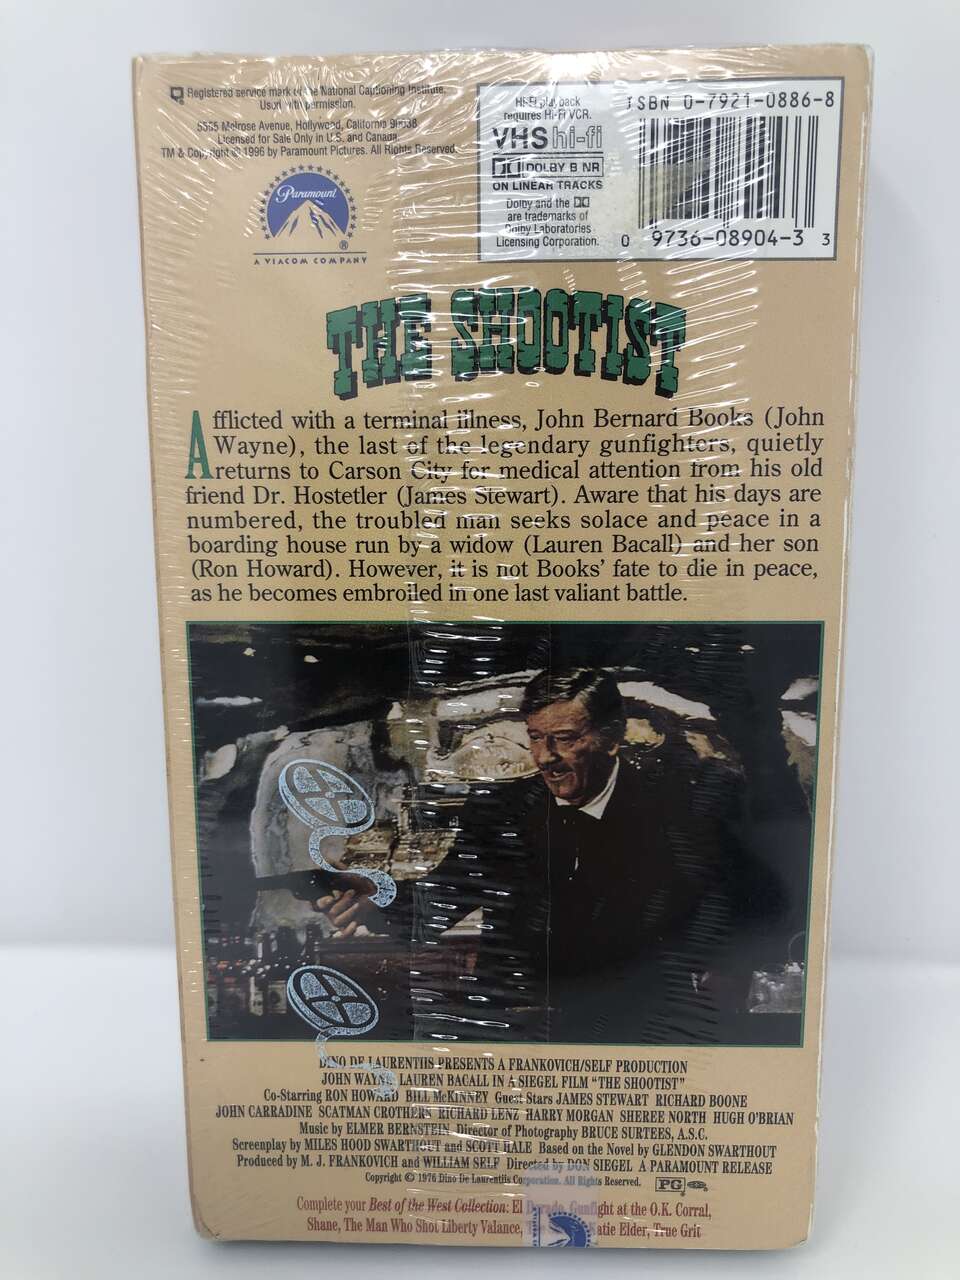 Registered service mark of the National Captioning Institute.
Used with permission.
5555 Melrose Avenue, Hollywood, California 90038
Licensed for Sale Only in U.S. and Canada.
TM & Copyright © 1996 by Paramount Pictures. All Rights Reserved.
Paramount
®
A VIACOM COMPANY
Hi-Fi playback
requires Hi-Fi VCR.
VHS hi-fi
DOLBY B NR
ON LINEAR TRACKS
Dolby and the
are trademarks of
Dolby Laboratories
Licensing Corporation.
ISBN 0-7921-0886-8
0 9736-08904-3 3
THE SHOOTIST
Afflicted with a terminal illness, John Bernard Books (John
Wayne), the last of the legendary gunfighters, quietly
returns to Carson City for medical attention from his old
friend Dr. Hostetler (James Stewart). Aware that his days are
numbered, the troubled man seeks solace and peace in a
boarding house run by a widow (Lauren Bacall) and her son
(Ron Howard). However, it is not Books' fate to die in peace,
as he becomes embroiled in one last valiant battle.
DINO DE LAURENTIIS PRESENTS A FRANKOVICH/SELF PRODUCTION
JOHN WAYNE LAUREN BACALL IN A SIEGEL FILM "THE SHOOTIST"
Co-Starring RON HOWARD BILL McKINNEY Guest Stars JAMES STEWART RICHARD BOONE
JOHN CARRADINE SCATMAN CROTHERS RICHARD LENZ HARRY MORGAN SHEREE NORTH HUGH O'BRIAN
Music by ELMER BERNSTEIN Director of Photography BRUCE SURTEES, A.S.C.
Screenplay by MILES HOOD SWARTHOUT and SCOTT HALE Based on the Novel by GLENDON SWARTHOUT
Produced by M. J. FRANKOVICH and WILLIAM SELF Directed by DON SIEGEL A PARAMOUNT RELEASE
Copyright © 1976 Dino De Laurentiis Corporation. All Rights Reserved. PG
Complete your Best of the West Collection: El Dorado, Gunfight at the O.K. Corral,
Shane, The Man Who Shot Liberty Valance, Katie Elder, True Grit